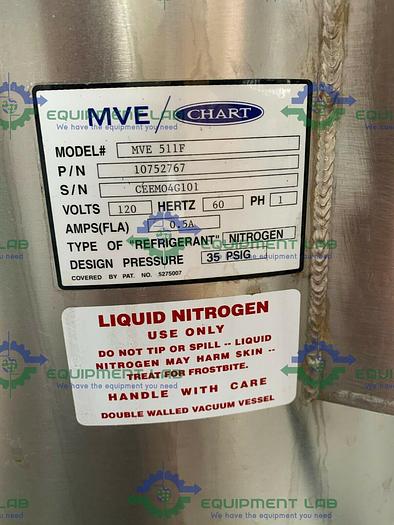 MVE / CHART
MODEL# MVE 511F
P/N 10752767
S/N CEEMO4G101
VOLTS 120 HERTZ 60 PH 1
AMPS(FLA) 0.5A
TYPE OF "REFRIGERANT" NITROGEN
DESIGN PRESSURE 35 PSIG
COVERED BY PAT. NO. 5275007
LIQUID NITROGEN
USE ONLY
DO NOT TIP OR SPILL -- LIQUID
NITROGEN MAY HARM SKIN --
TREAT FOR FROSTBITE.
HANDLE WITH CARE
DOUBLE WALLED VACUUM VESSEL
EQUIPMENT LAB
We have the equipment you need